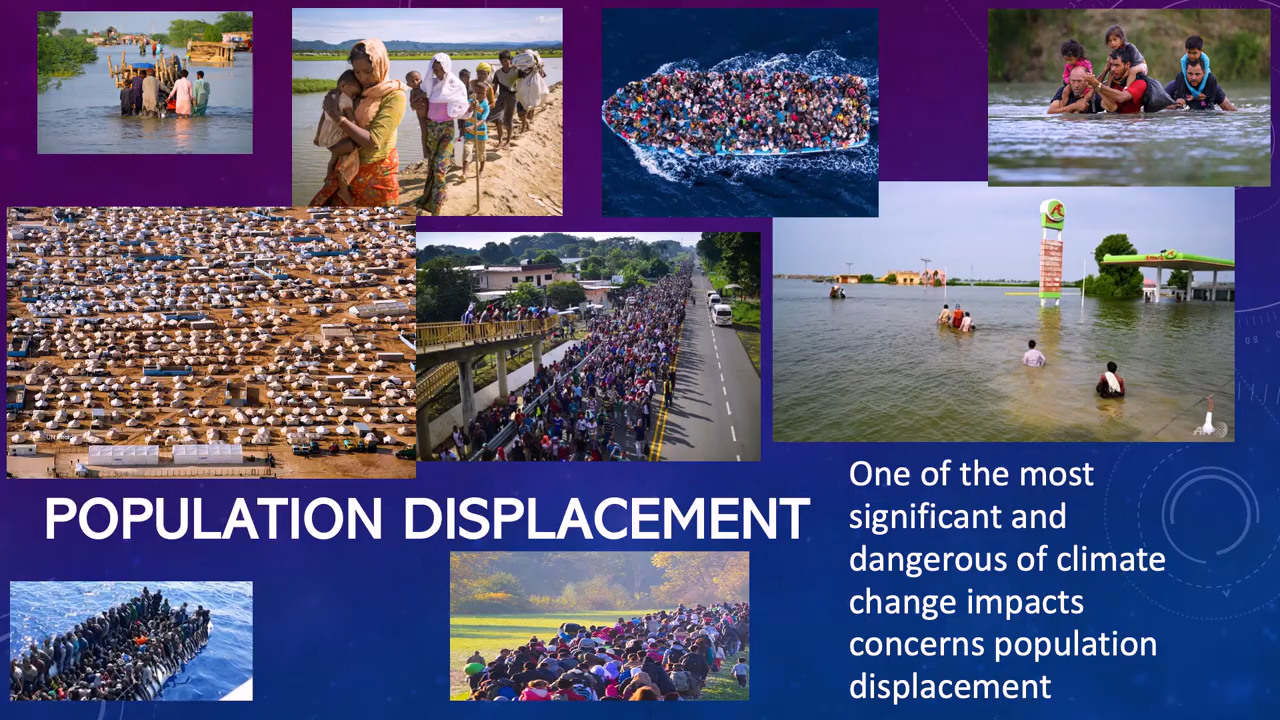 POPULATION DISPLACEMENT
One of the most
significant and
dangerous of climate
change impacts
concerns population
displacement